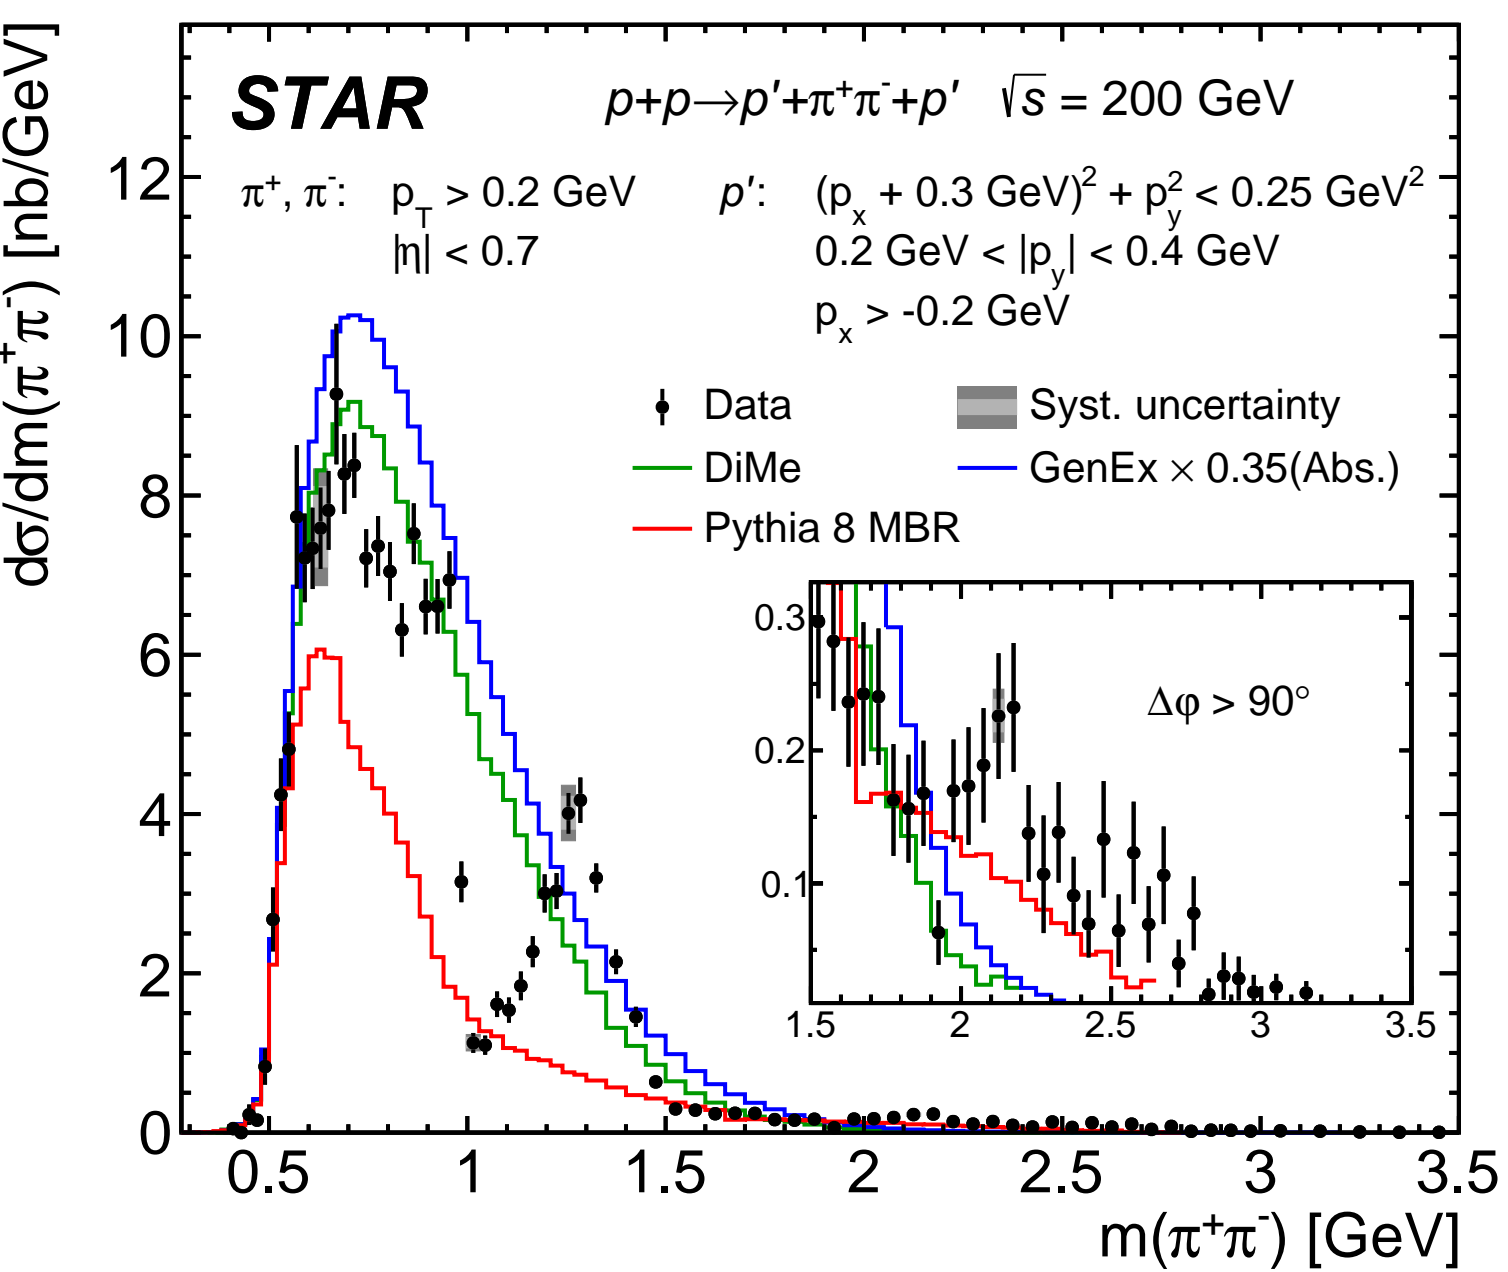 dσ/dm(π⁺π⁻) [nb/GeV]
STAR
p+p→p′+π⁺π⁻+p′ √s = 200 GeV
π⁺, π⁻: p_T > 0.2 GeV p′: (p_x + 0.3 GeV)² + p_y² < 0.25 GeV²
|η| < 0.7 0.2 GeV < |p_y| < 0.4 GeV
p_x > -0.2 GeV
Data Syst. uncertainty
DiMe GenEx × 0.35(Abs.)
Pythia 8 MBR
12
10
8
6
4
2
0
0.3
0.2
0.1
Δφ > 90°
1.5 2 2.5 3 3.5
0.5 1 1.5 2 2.5 3 3.5
m(π⁺π⁻) [GeV]